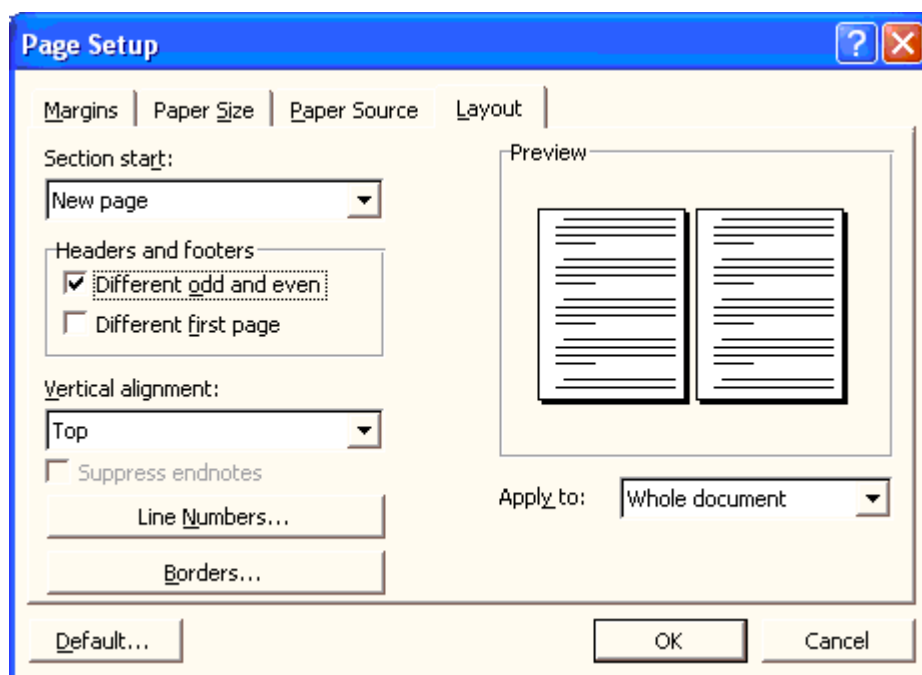 Page Setup
Margins Paper Size Paper Source Layout
Section start:
New page
Headers and footers
Different odd and even
Different first page
Vertical alignment:
Top
Suppress endnotes
Line Numbers...
Borders...
Preview
Apply to: Whole document
Default... OK Cancel